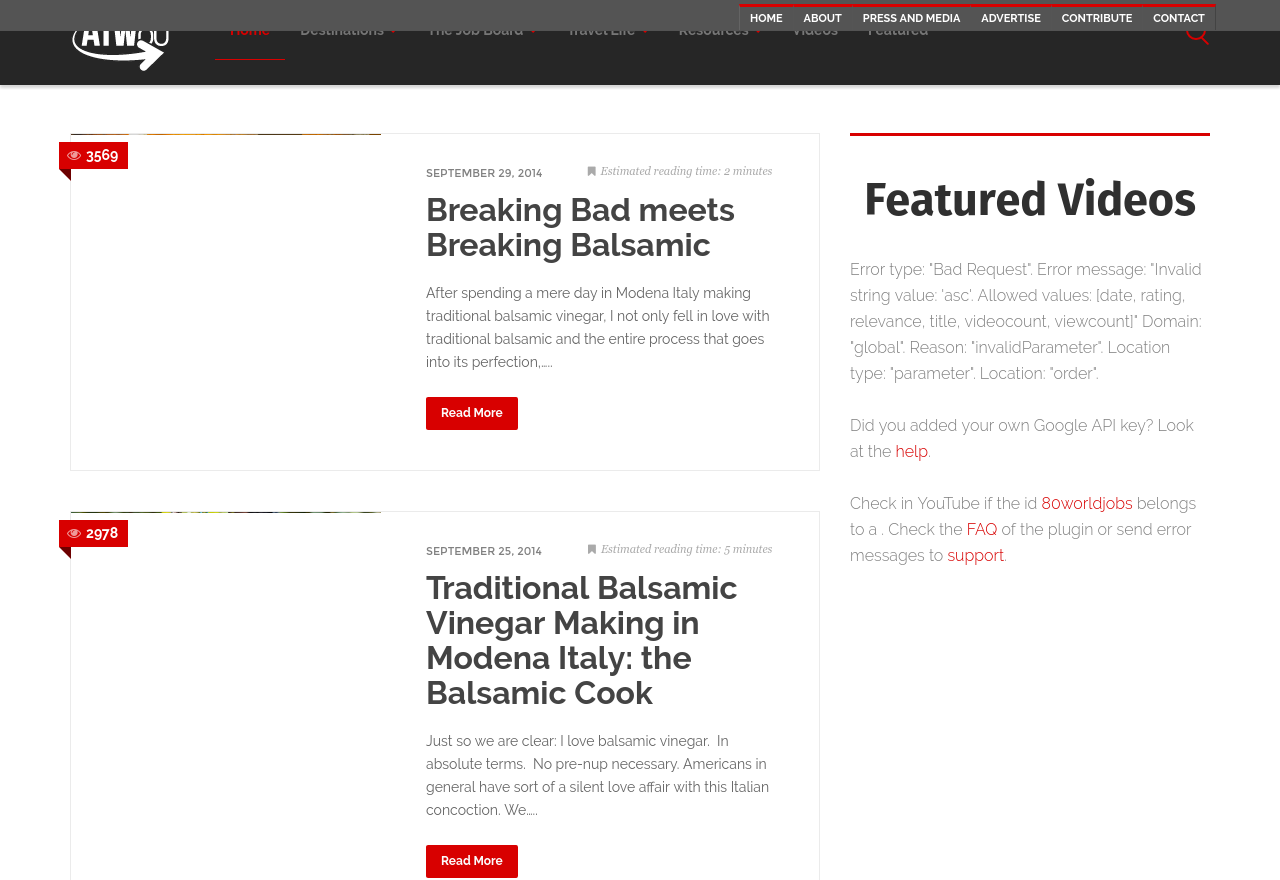 HOME ABOUT PRESS AND MEDIA ADVERTISE CONTRIBUTE CONTACT
ATW80U
Home Destinations The Job Board Travel Life Resources Videos Featured
3569
SEPTEMBER 29, 2014
Estimated reading time: 2 minutes
Breaking Bad meets
Breaking Balsamic
After spending a mere day in Modena Italy making
traditional balsamic vinegar, I not only fell in love with
traditional balsamic and the entire process that goes
into its perfection,.…
Read More
2978
SEPTEMBER 25, 2014
Estimated reading time: 5 minutes
Traditional Balsamic
Vinegar Making in
Modena Italy: the
Balsamic Cook
Just so we are clear: I love balsamic vinegar.  In
absolute terms.  No pre-nup necessary. Americans in
general have sort of a silent love affair with this Italian
concoction. We.…
Read More
Featured Videos
Error type: "Bad Request". Error message: "Invalid
string value: 'asc'. Allowed values: [date, rating,
relevance, title, videocount, viewcount]" Domain:
"global". Reason: "invalidParameter". Location
type: "parameter". Location: "order".
Did you added your own Google API key? Look
at the help.
Check in YouTube if the id 80worldjobs belongs
to a . Check the FAQ of the plugin or send error
messages to support.